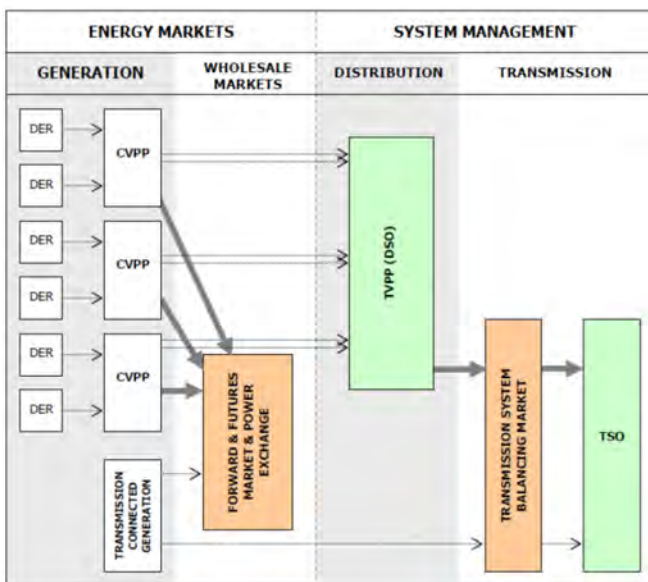 ENERGY MARKETS
SYSTEM MANAGEMENT
GENERATION
WHOLESALE
MARKETS
DISTRIBUTION
TRANSMISSION
DER
DER
CVPP
DER
DER
CVPP
DER
DER
CVPP
TRANSMISSION
CONNECTED
GENERATION
FORWARD & FUTURES
MARKET & POWER
EXCHANGE
TVPP (DSO)
TRANSMISSION SYSTEM
BALANCING MARKET
TSO